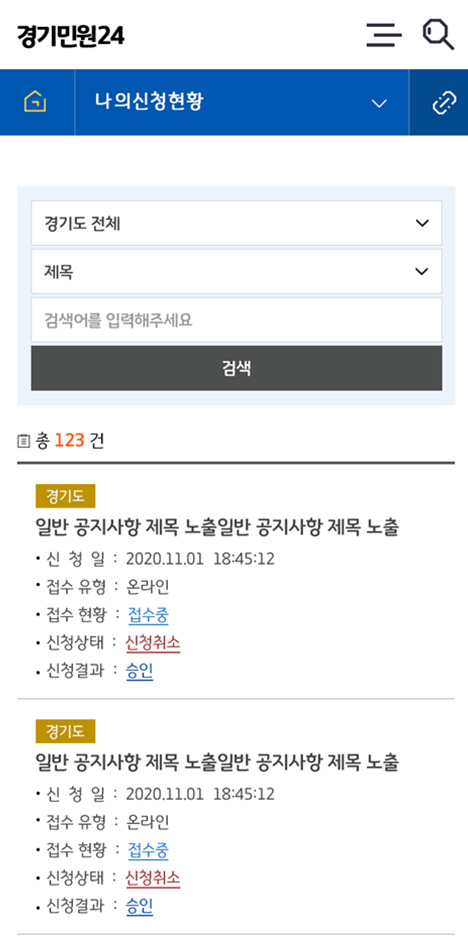 경기민원24
나의신청현황
경기도 전체
제목
검색어를 입력해주세요
검색
총 123 건
경기도
일반 공지사항 제목 노출일반 공지사항 제목 노출
• 신 청 일 : 2020.11.01 18:45:12
• 접수 유형 : 온라인
• 접수 현황 : 접수중
• 신청상태 : 신청취소
• 신청결과 : 승인
경기도
일반 공지사항 제목 노출일반 공지사항 제목 노출
• 신 청 일 : 2020.11.01 18:45:12
• 접수 유형 : 온라인
• 접수 현황 : 접수중
• 신청상태 : 신청취소
• 신청결과 : 승인